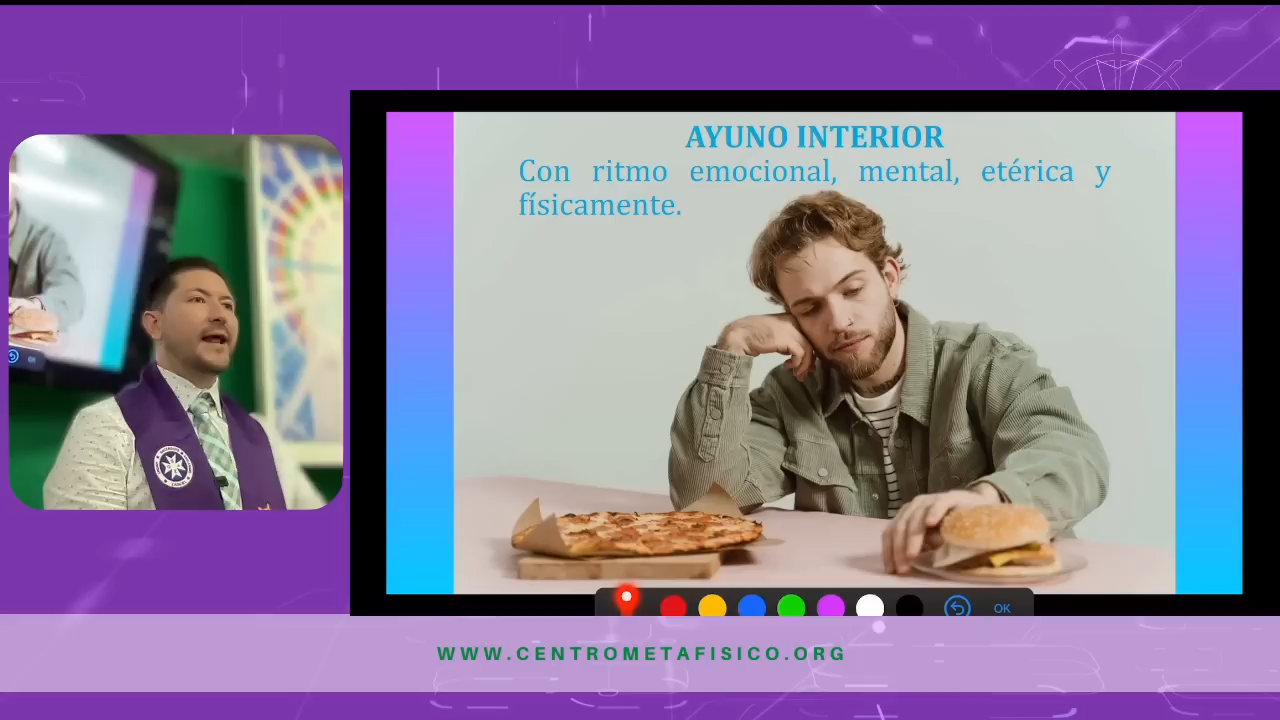 AYUNO INTERIOR
Con ritmo emocional, mental, etérica y
físicamente.
OK
WWW.CENTROMETAFISICO.ORG